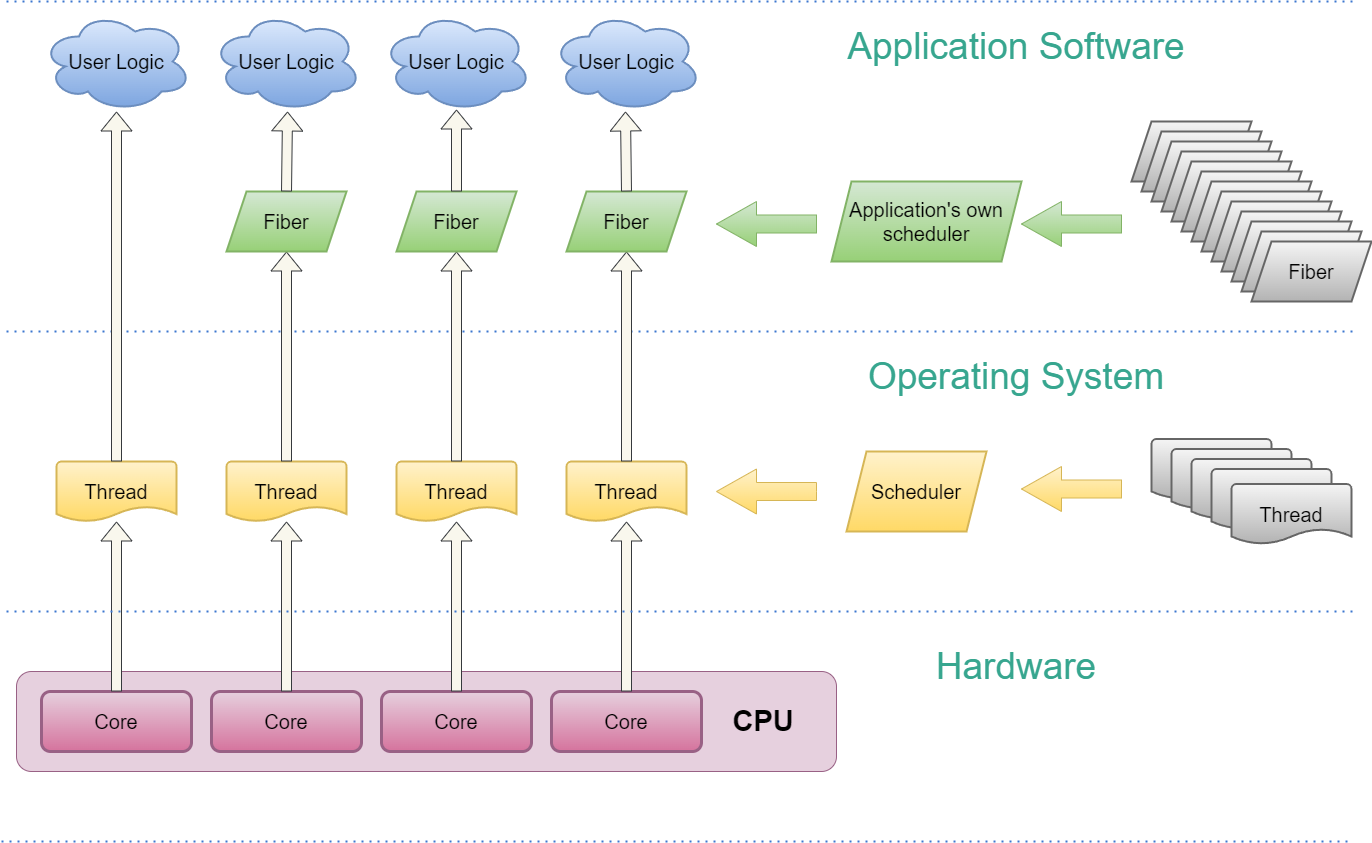 User Logic
User Logic
User Logic
User Logic
Application Software
Fiber
Fiber
Fiber
Application's own
scheduler
Fiber
Operating System
Thread
Thread
Thread
Thread
Scheduler
Thread
Hardware
Core
Core
Core
Core
CPU